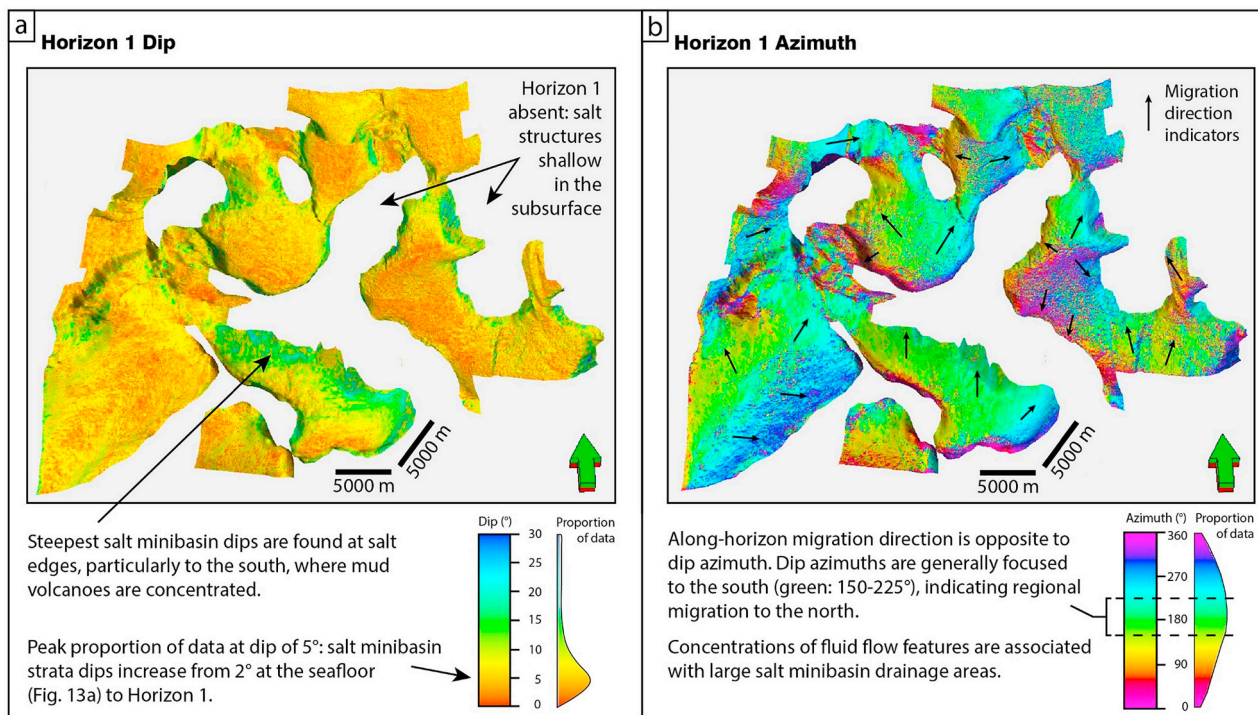 a
Horizon 1 Dip
Horizon 1
absent: salt
structures
shallow
in the
subsurface
5000 m
5000 m
Steepest salt minibasin dips are found at salt
edges, particularly to the south, where mud
volcanoes are concentrated.
Peak proportion of data at dip of 5°: salt minibasin
strata dips increase from 2° at the seafloor
(Fig. 13a) to Horizon 1.
Dip (°)
30
25
20
15
10
5
0
Proportion
of data
b
Horizon 1 Azimuth
Migration
direction
indicators
5000 m
5000 m
Along-horizon migration direction is opposite to
dip azimuth. Dip azimuths are generally focused
to the south (green: 150-225°), indicating regional
migration to the north.
Concentrations of fluid flow features are associated
with large salt minibasin drainage areas.
Azimuth (°)
360
270
180
90
0
Proportion
of data